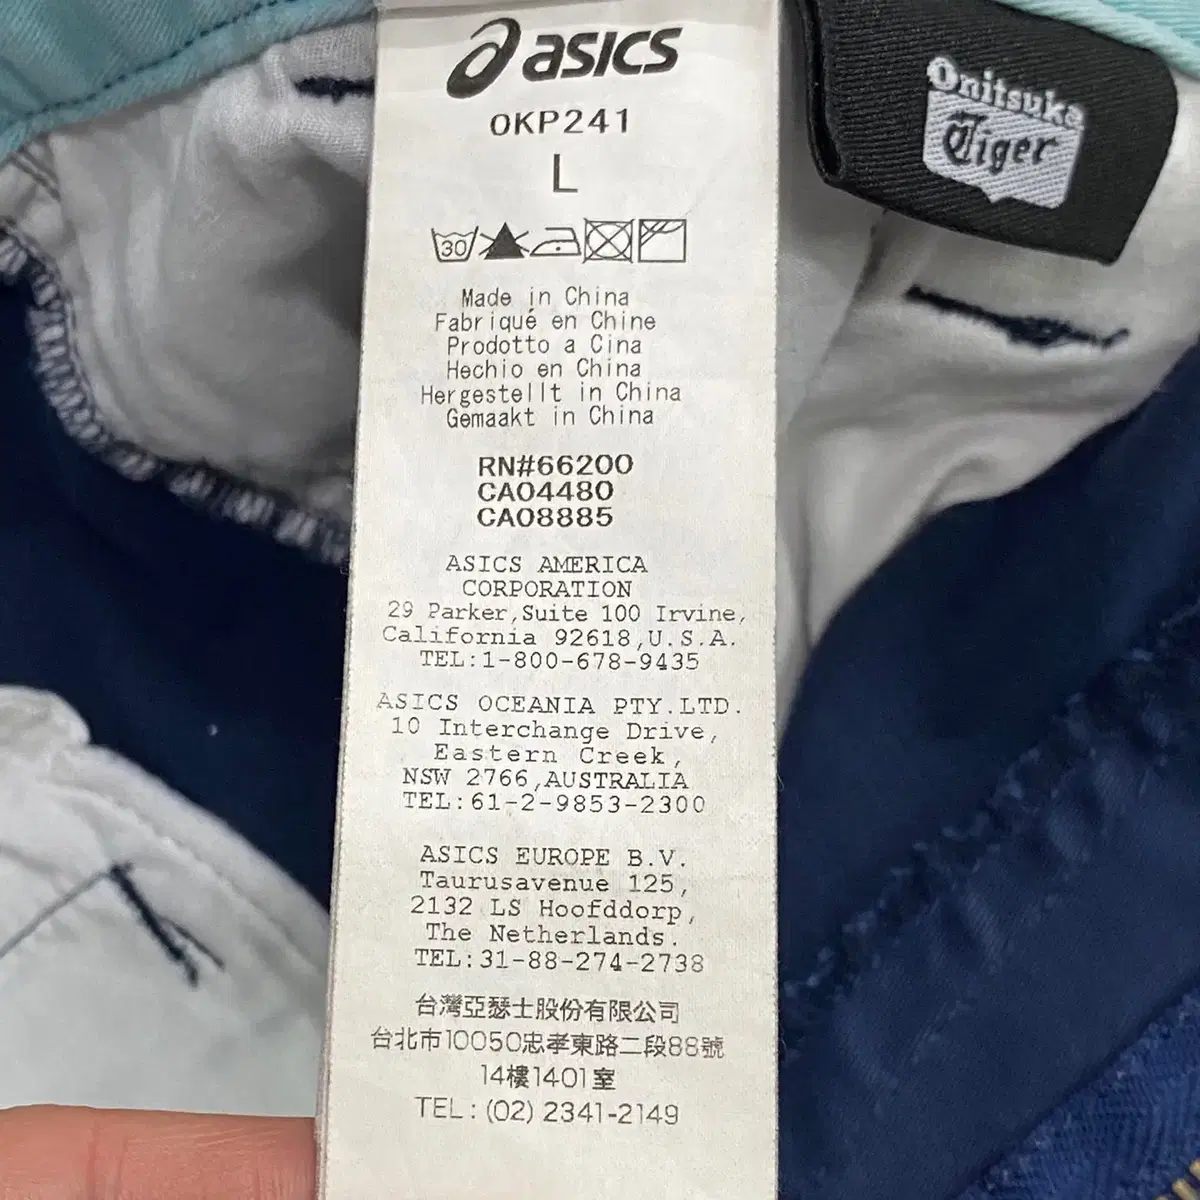 asics
Onitsuka
Tiger
OKP241
L
30
Made in China
Fabriqué en Chine
Prodotto a Cina
Hechio en China
Hergestellt in China
Gemaakt in China
RN#66200
CA04480
CA08885
ASICS AMERICA
CORPORATION
29 Parker,Suite 100 Irvine,
California 92618,U.S.A.
TEL:1-800-678-9435
ASICS OCEANIA PTY.LTD.
10 Interchange Drive,
Eastern Creek,
NSW 2766,AUSTRALIA
TEL:61-2-9853-2300
ASICS EUROPE B.V.
Taurusavenue 125,
2132 LS Hoofddorp,
The Netherlands.
TEL:31-88-274-2738
台灣亞瑟士股份有限公司
台北市10050忠孝東路二段88號
14樓1401室
TEL: (02) 2341-2149